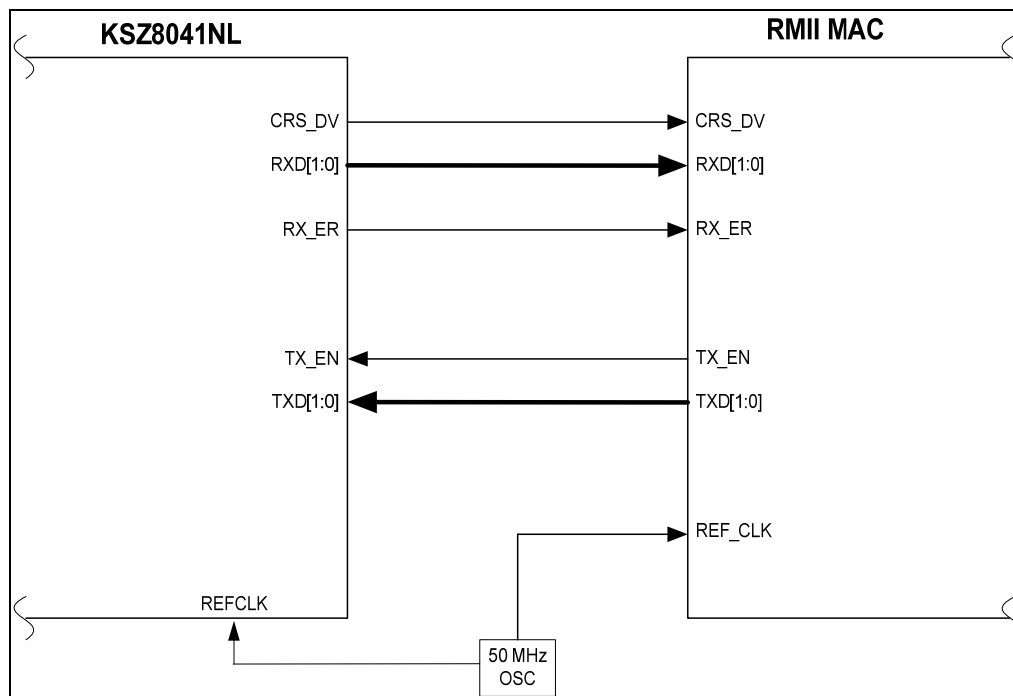 KSZ8041NL
RMII MAC
CRS_DV
CRS_DV
RXD[1:0]
RXD[1:0]
RX_ER
RX_ER
TX_EN
TX_EN
TXD[1:0]
TXD[1:0]
REF_CLK
REFCLK
50 MHz
OSC